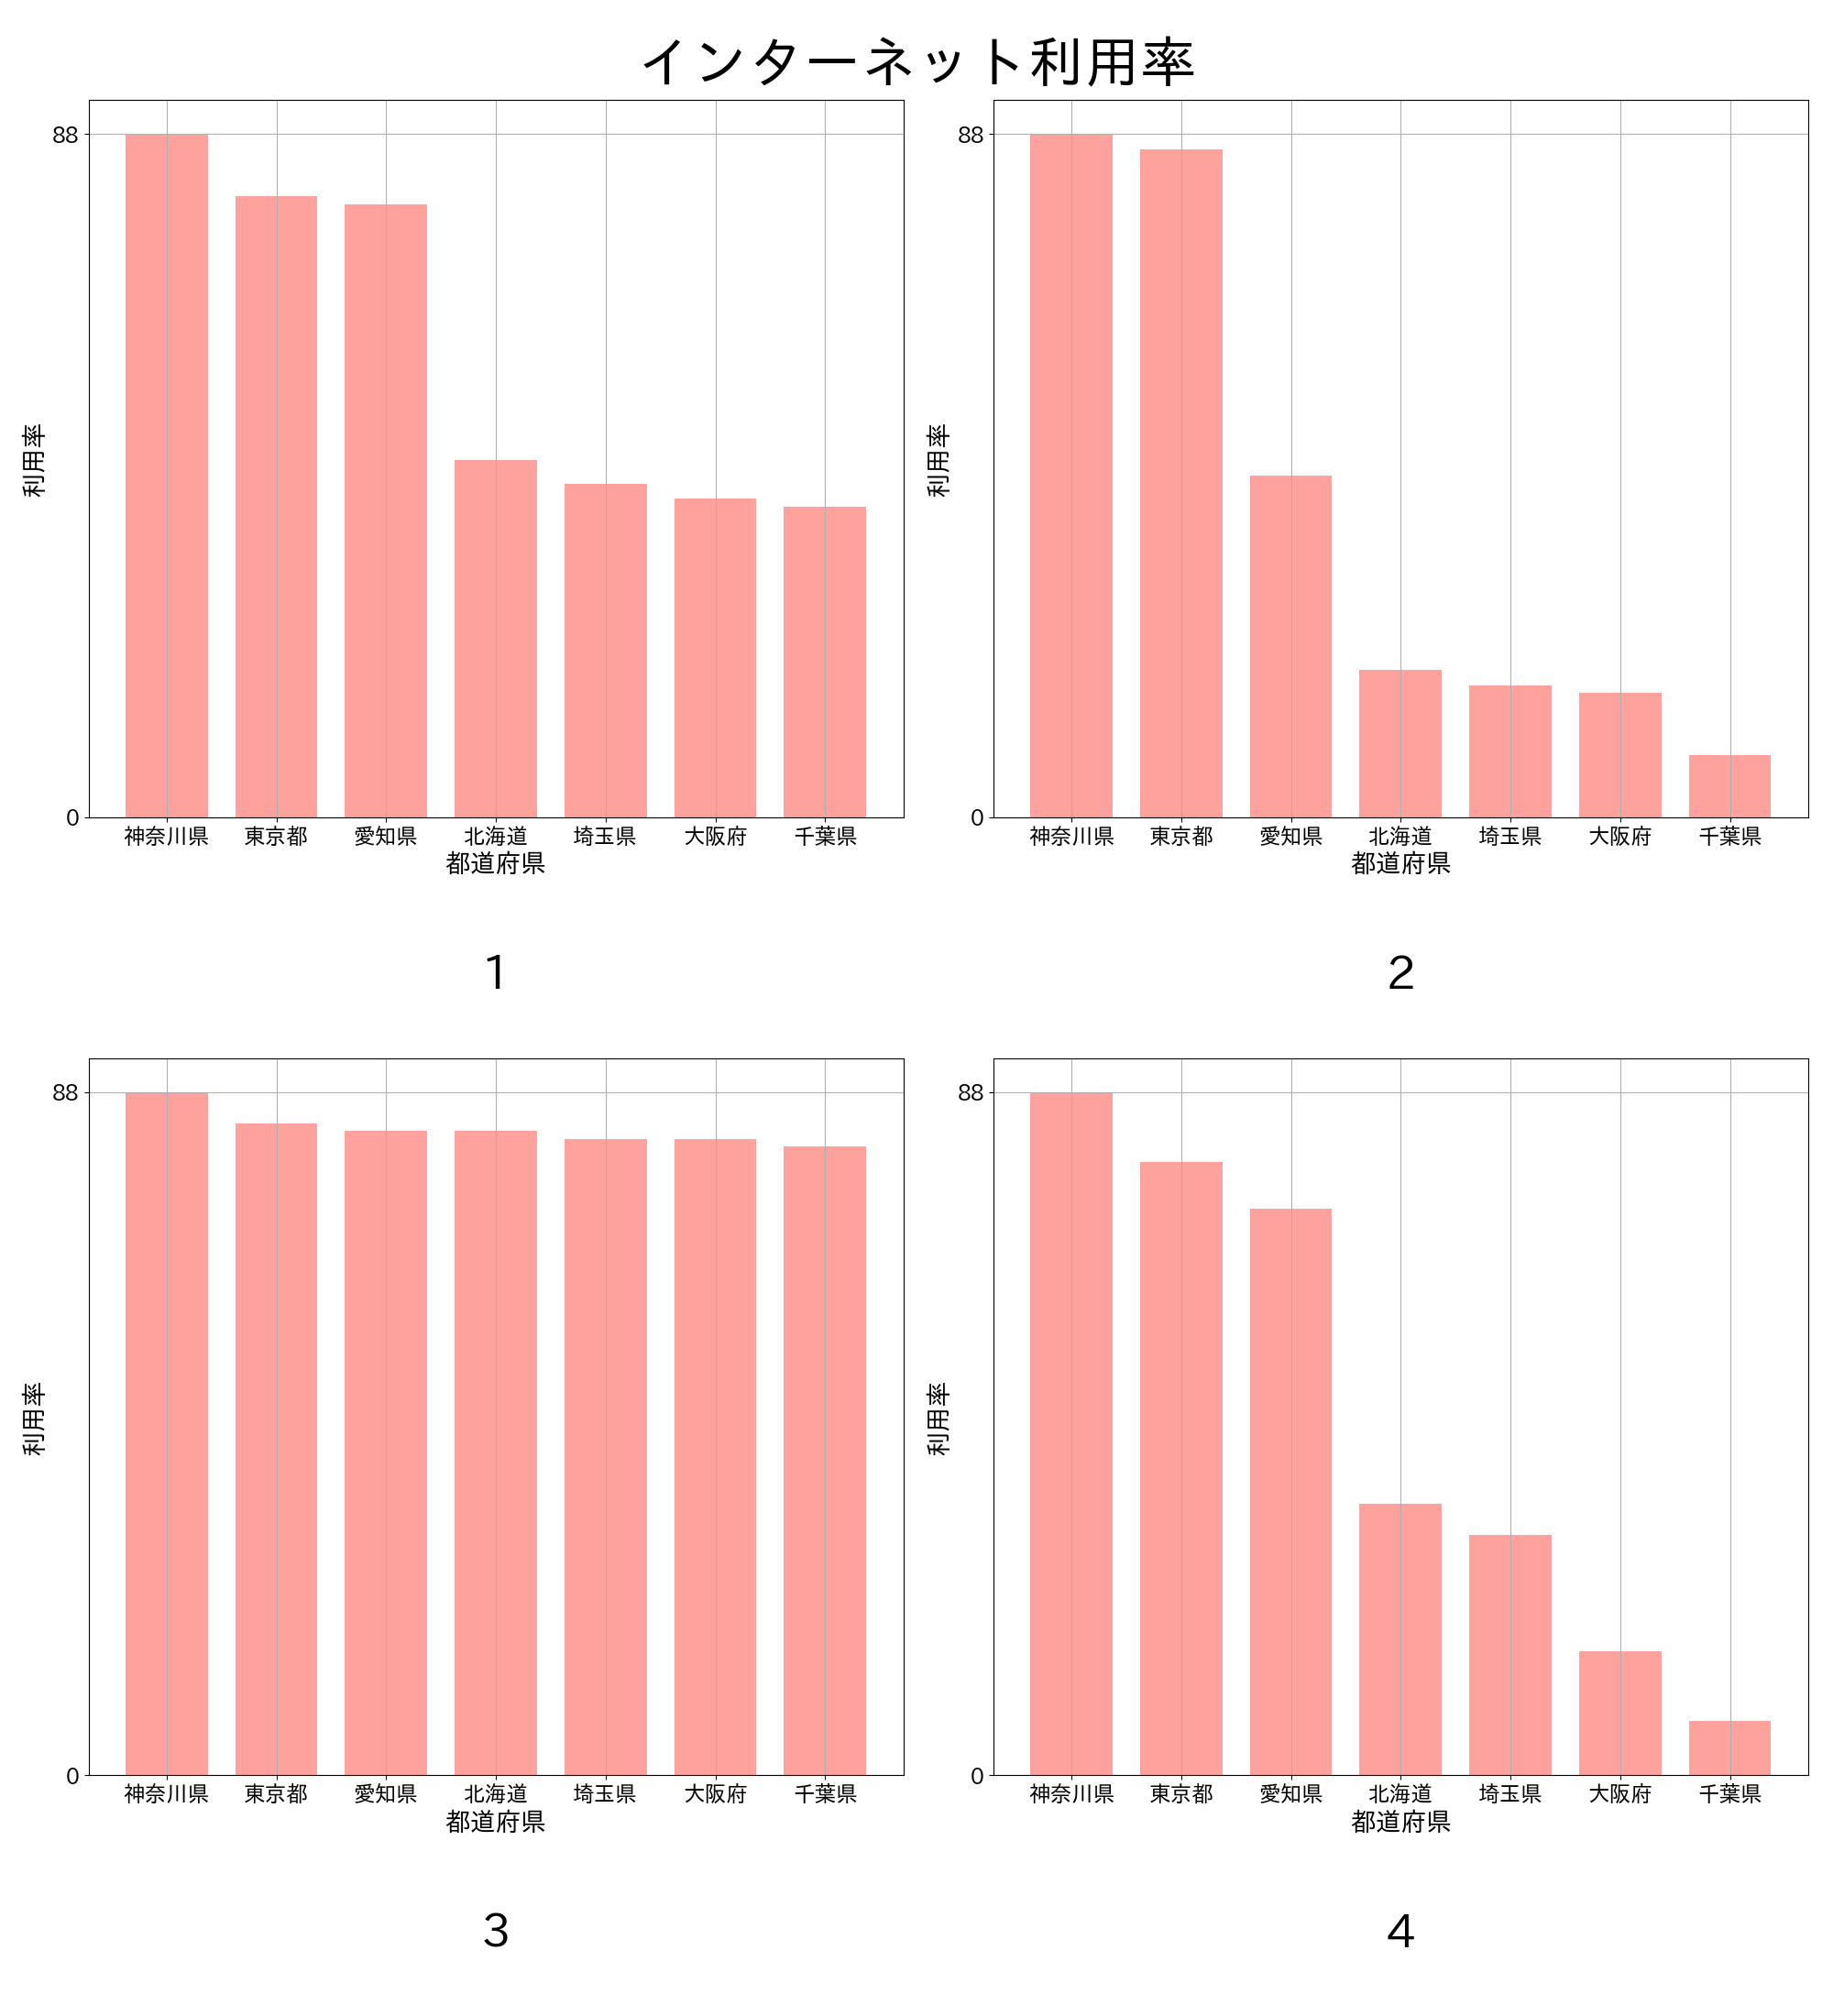 インターネット利用率
88
0
利用率
神奈川県 東京都 愛知県 北海道 埼玉県 大阪府 千葉県
都道府県
1
88
0
利用率
神奈川県 東京都 愛知県 北海道 埼玉県 大阪府 千葉県
都道府県
2
88
0
利用率
神奈川県 東京都 愛知県 北海道 埼玉県 大阪府 千葉県
都道府県
3
88
0
利用率
神奈川県 東京都 愛知県 北海道 埼玉県 大阪府 千葉県
都道府県
4